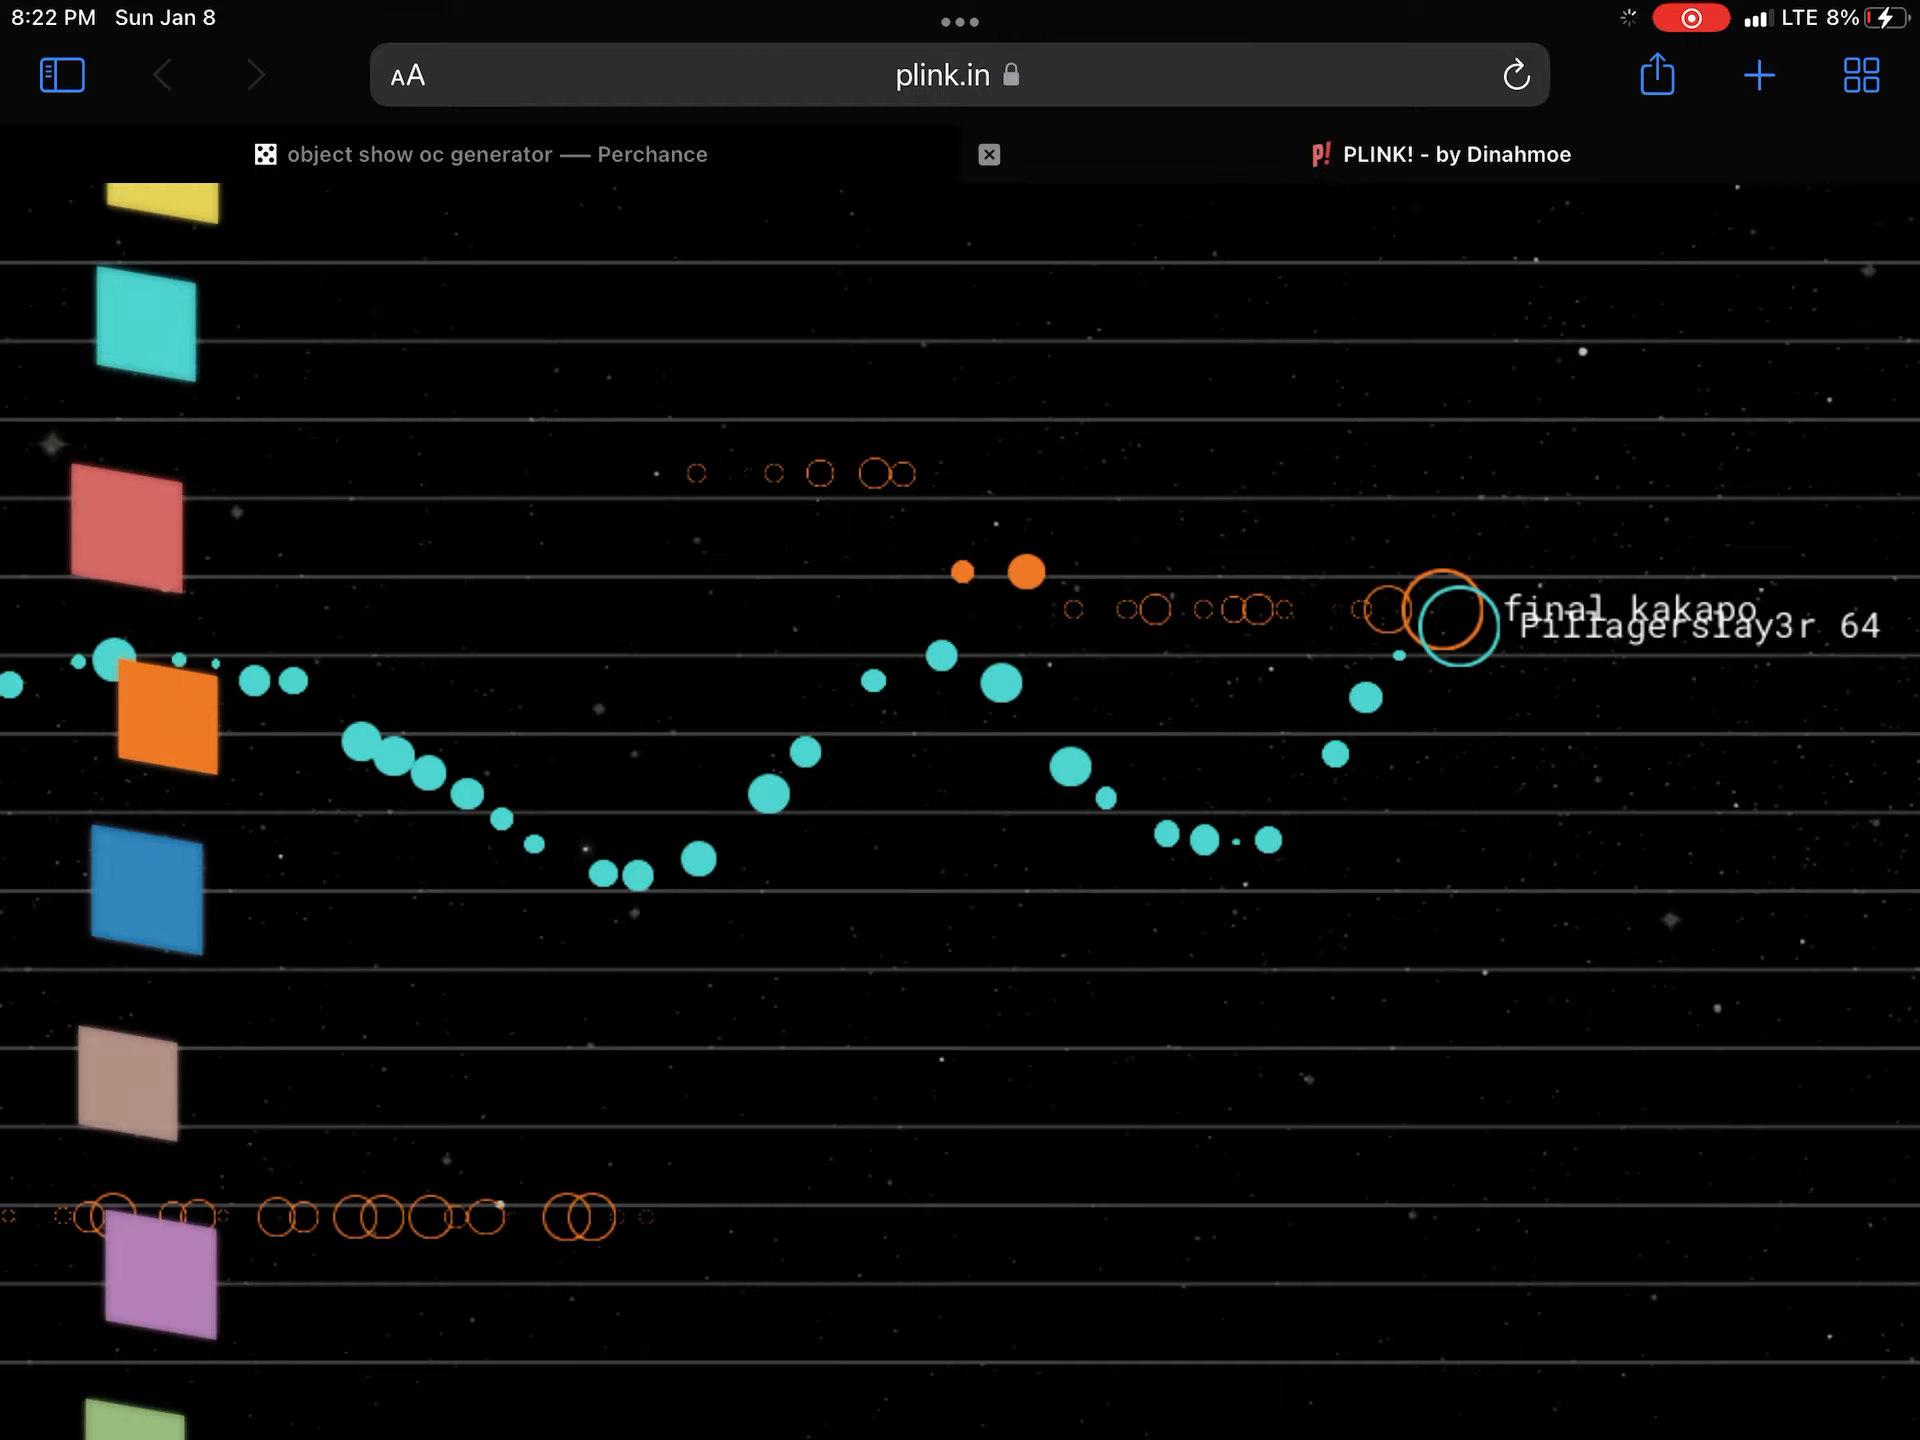 8:22 PM Sun Jan 8
LTE 8%
AA
plink.in
object show oc generator — Perchance
p! PLINK! - by Dinahmoe
final kakapo
Pillagerslay3r 64